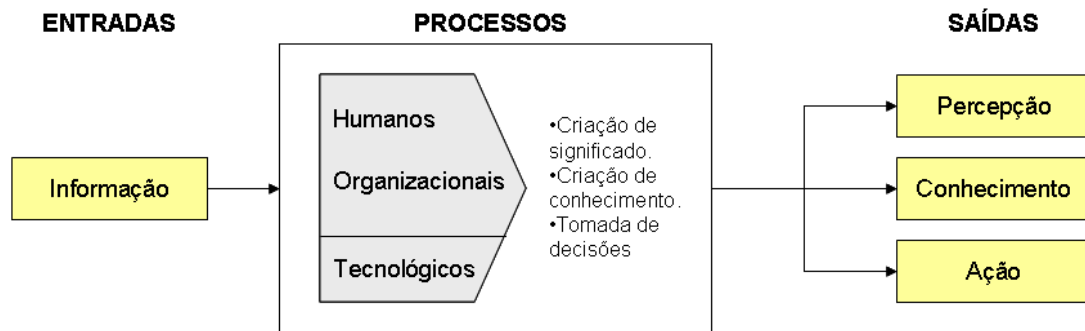 ENTRADAS
PROCESSOS
SAÍDAS
Informação
Humanos
Organizacionais
Tecnológicos
•Criação de
significado.
•Criação de
conhecimento.
•Tomada de
decisões
Percepção
Conhecimento
Ação